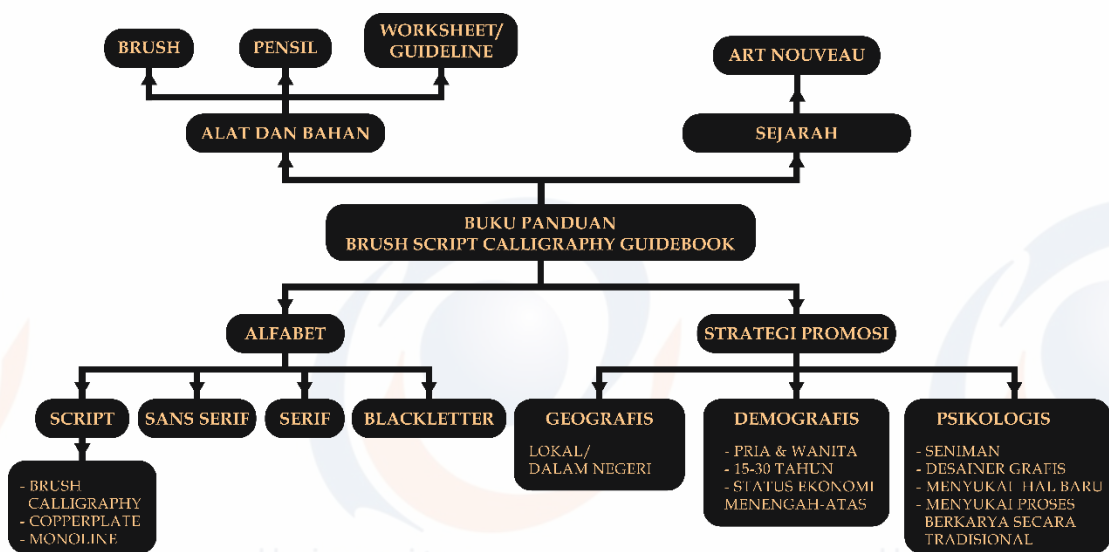 BRUSH
PENSIL
WORKSHEET/
GUIDELINE
ART NOUVEAU
ALAT DAN BAHAN
SEJARAH
BUKU PANDUAN
BRUSH SCRIPT CALLIGRAPHY GUIDEBOOK
ALFABET
STRATEGI PROMOSI
SCRIPT
SANS SERIF
SERIF
BLACKLETTER
- BRUSH
CALLIGRAPHY
- COPPERPLATE
- MONOLINE
GEOGRAFIS
LOKAL/
DALAM NEGERI
DEMOGRAFIS
- PRIA & WANITA
- 15-30 TAHUN
- STATUS EKONOMI
MENENGAH-ATAS
PSIKOLOGIS
- SENIMAN
- DESAINER GRAFIS
- MENYUKAI HAL BARU
- MENYUKAI PROSES
BERKARYA SECARA
TRADISIONAL